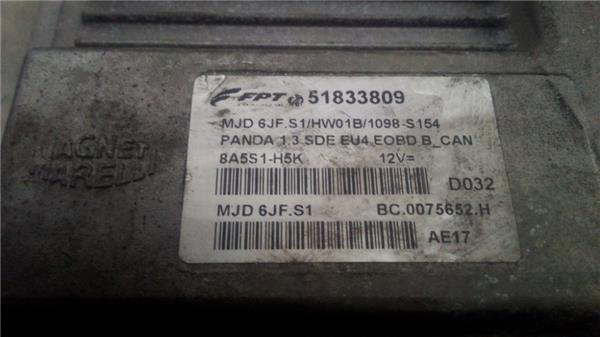 FPT 51833809
MJD 6JF.S1/HW01B/1098-S154
PANDA 1.3 SDE EU4 EOBD B_CAN
8A5S1-H5K 12V=
D032
MJD 6JF.S1 BC.0075652.H
AE17
MAGNETI
MARELLI